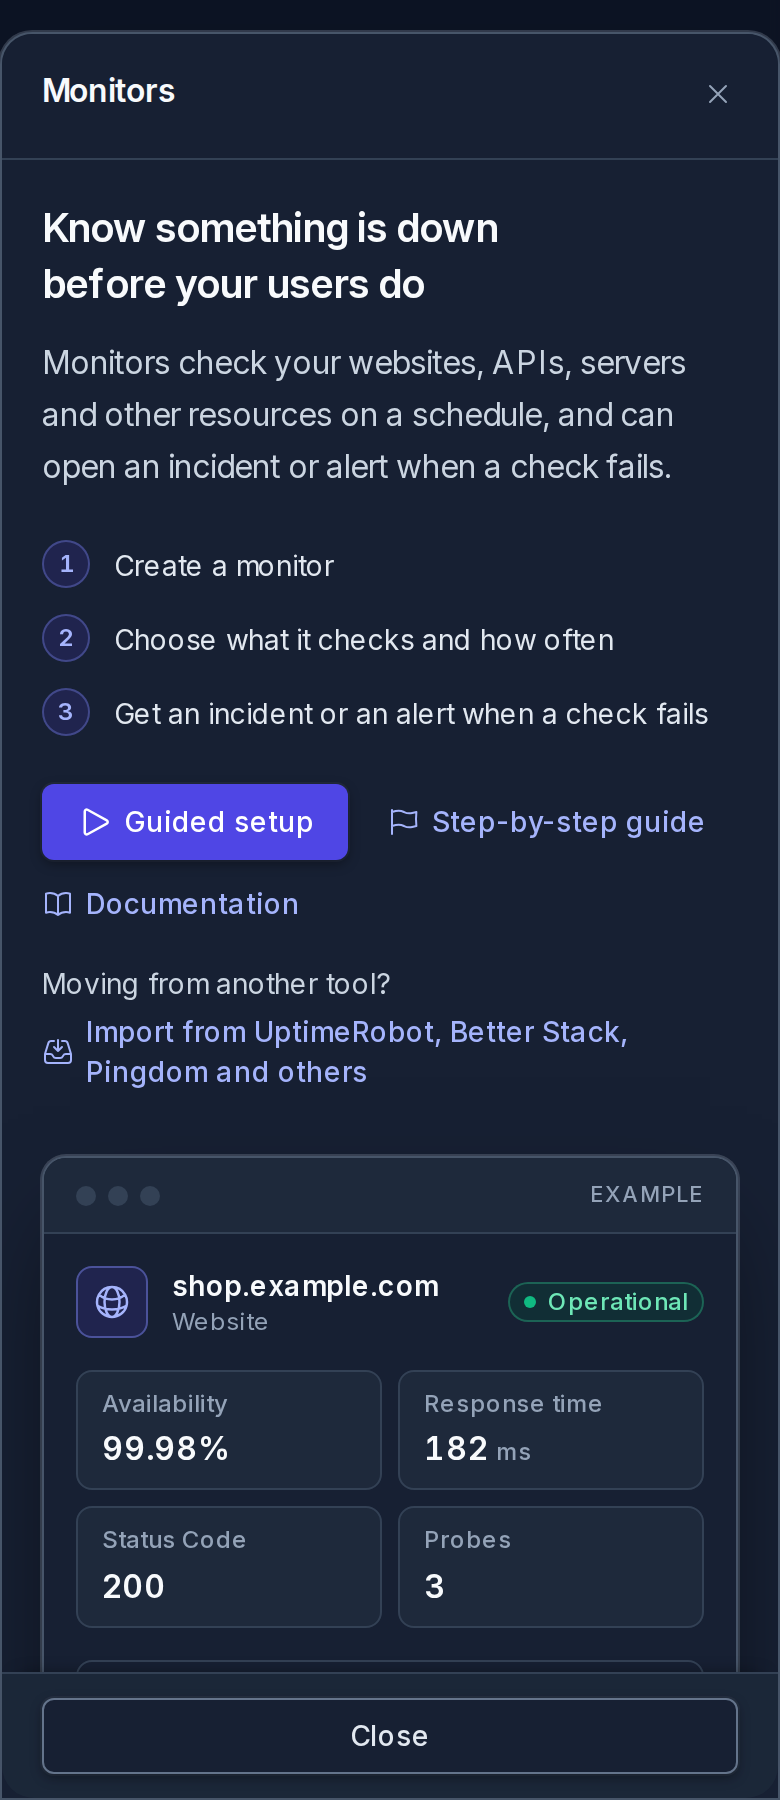 Monitors
Know something is down
before your users do
Monitors check your websites, APIs, servers
and other resources on a schedule, and can
open an incident or alert when a check fails.
1 Create a monitor
2 Choose what it checks and how often
3 Get an incident or an alert when a check fails
Guided setup
Step-by-step guide
Documentation
Moving from another tool?
Import from UptimeRobot, Better Stack,
Pingdom and others
EXAMPLE
shop.example.com
Website
Operational
Availability
99.98%
Response time
182 ms
Status Code
200
Probes
3
Close